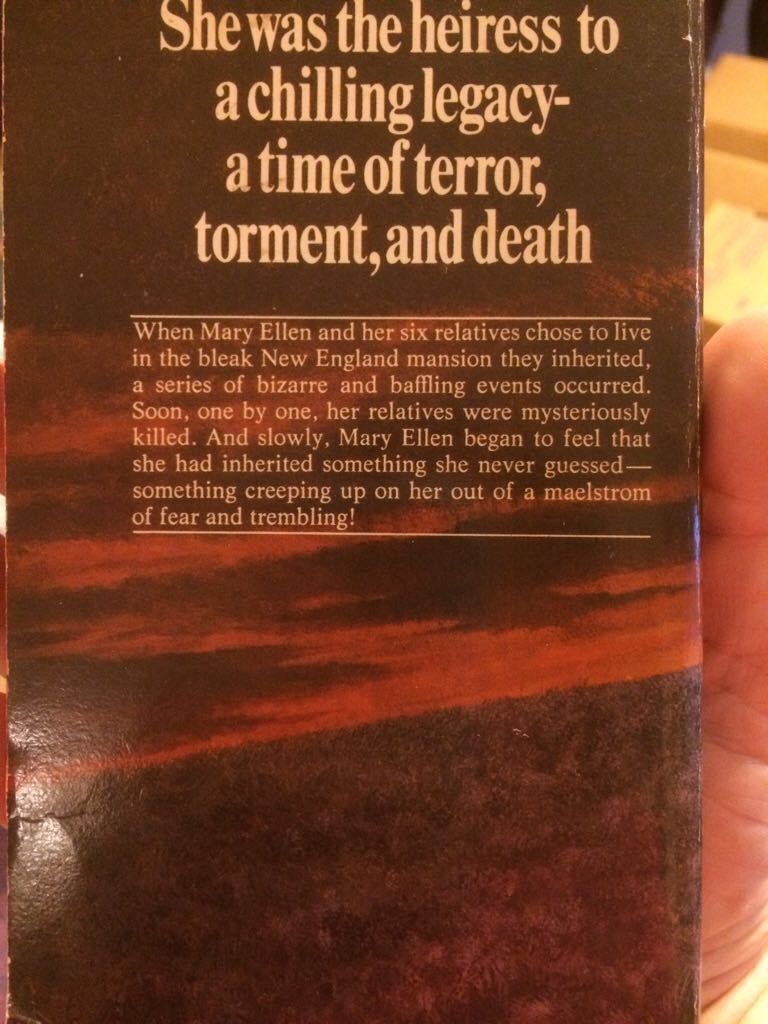 She was the heiress to
a chilling legacy-
a time of terror,
torment, and death
When Mary Ellen and her six relatives chose to live
in the bleak New England mansion they inherited,
a series of bizarre and baffling events occurred.
Soon, one by one, her relatives were mysteriously
killed. And slowly, Mary Ellen began to feel that
she had inherited something she never guessed—
something creeping up on her out of a maelstrom
of fear and trembling!